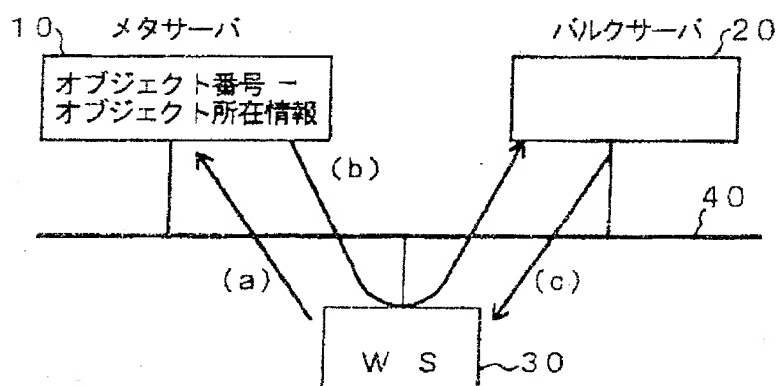 10 メタサーバ バルクサーバ 20
オブジェクト番号 -
オブジェクト所在情報
(b)
40
(a) (c)
WS 30